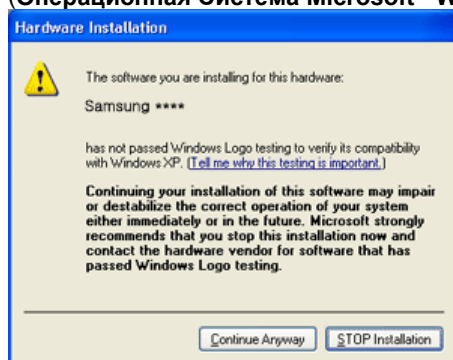 (Операционная Система Microsoft
Hardware Installation
The software you are installing for this hardware:
Samsung ****
has not passed Windows Logo testing to verify its compatibility
with Windows XP. (Tell me why this testing is important.)
Continuing your installation of this software may impair
or destabilize the correct operation of your system
either immediately or in the future. Microsoft strongly
recommends that you stop this installation now and
contact the hardware vendor for software that has
passed Windows Logo testing.
Continue Anyway
STOP Installation